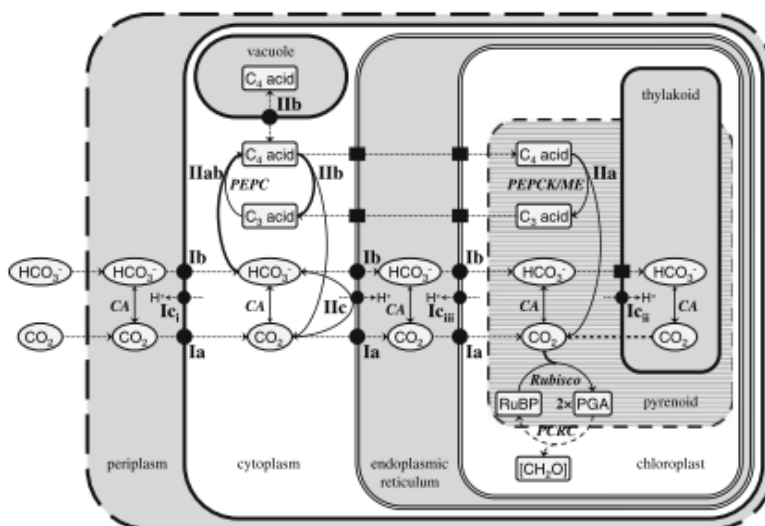 vacuole
C4 acid
IIb
thylakoid
C4 acid
C4 acid
IIab
PEPC
IIb
PEPCK/ME
IIa
C3 acid
C3 acid
Ib
Ib
Ib
HCO3-
HCO3-
HCO3-
HCO3-
HCO2-
HCO3-
CA
H+
Ici
CA
IIc
H+
CA
H+
Iciii
CA
H+
Icii
CA
CO2
CO2
Ia
CO2
Ia
CO2
Ia
CO2
CO2
Rubisco
RuBP
2×
PGA
pyrenoid
PCRC
periplasm
cytoplasm
endoplasmic
reticulum
[CH2O]
chloroplast